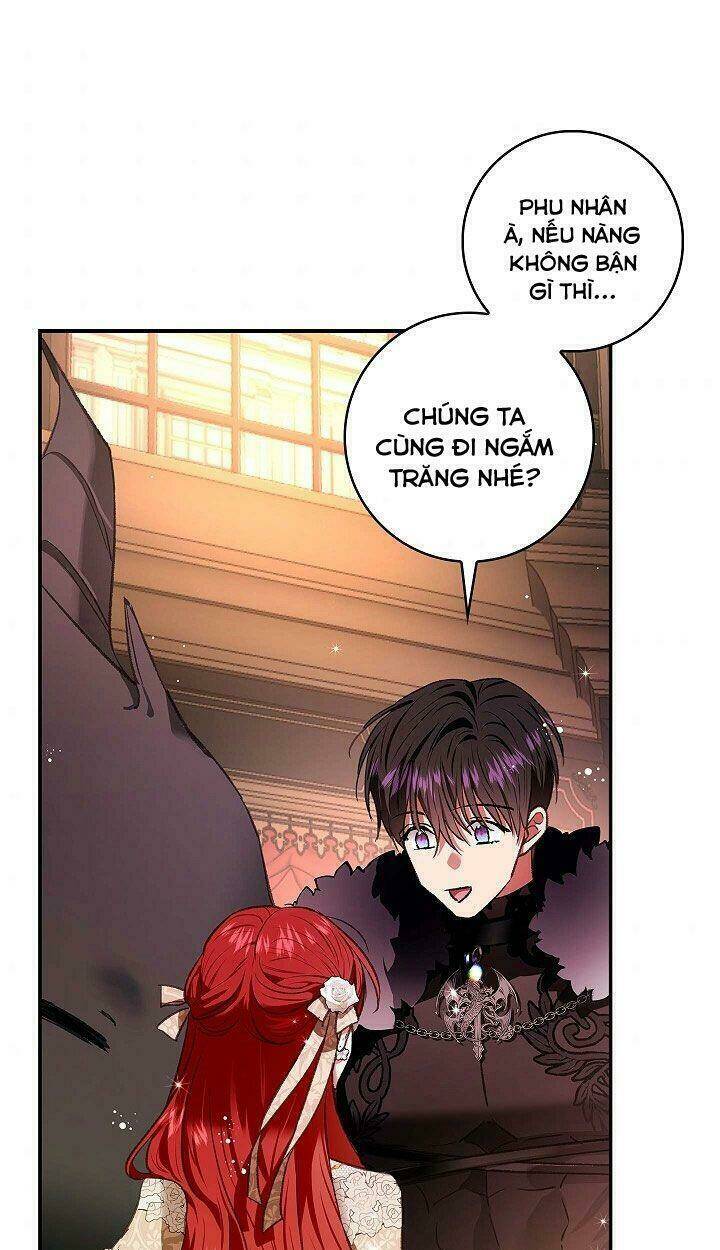 PHU NHÂN
À, NẾU NÀNG
KHÔNG BẬN
GÌ THÌ...
CHÚNG TA
CÙNG ĐI NGẮM
TRĂNG NHÉ?